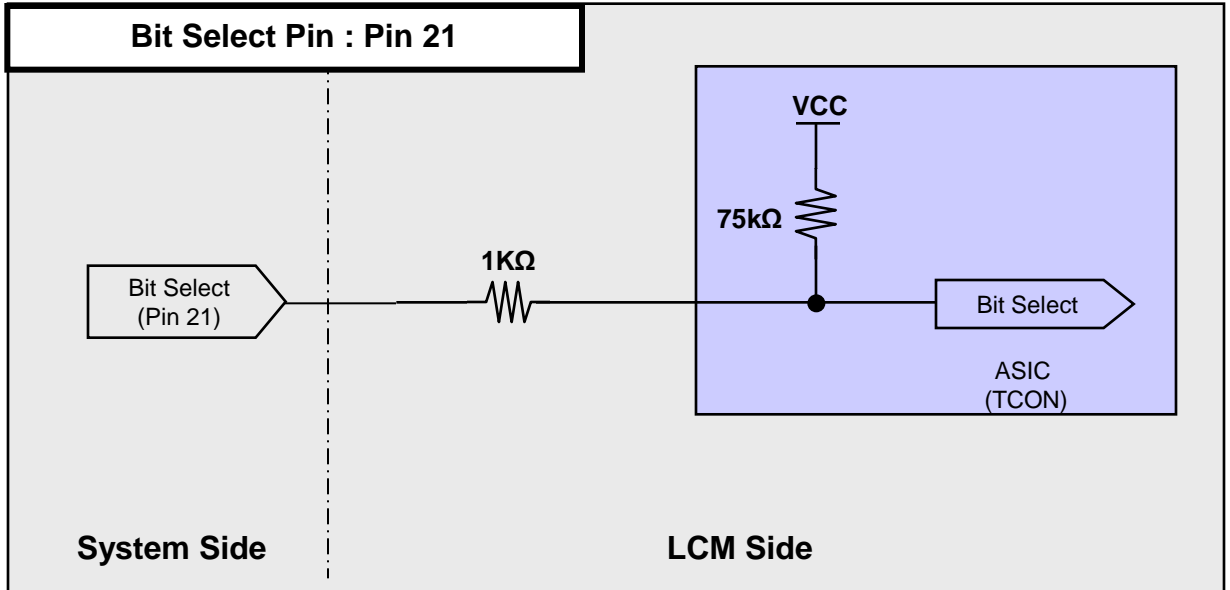 Bit Select Pin : Pin 21
VCC
75kΩ
1KΩ
Bit Select
(Pin 21)
Bit Select
ASIC
(TCON)
System Side
LCM Side